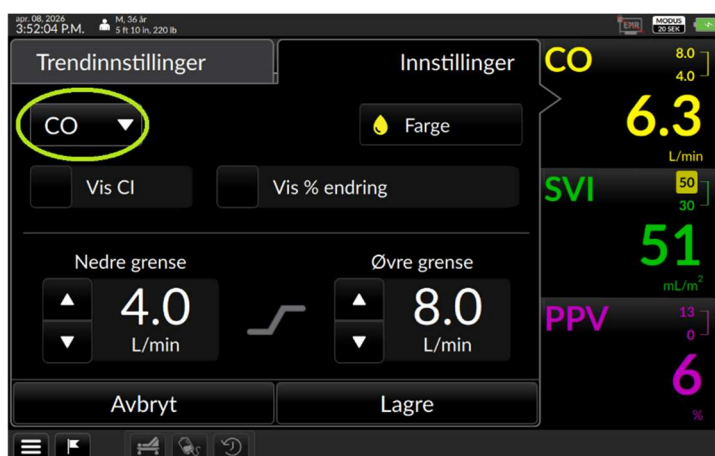 apr. 08, 2026
3:52:04 P.M.
M, 36 år
5 ft 10 in, 220 lb
EMR
MODUS
20 SEK
Trendinnstillinger
Innstillinger
CO
Farge
Vis CI
Vis % endring
Nedre grense
4.0
L/min
Øvre grense
8.0
L/min
Avbryt
Lagre
CO
8.0
4.0
6.3
L/min
SVI
50
30
51
mL/m²
PPV
13
0
6
%